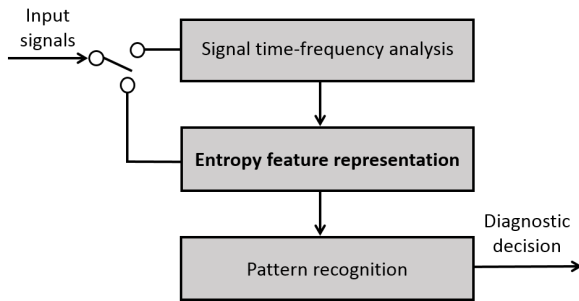 Input
signals
Signal time-frequency analysis
Entropy feature representation
Diagnostic
decision
Pattern recognition